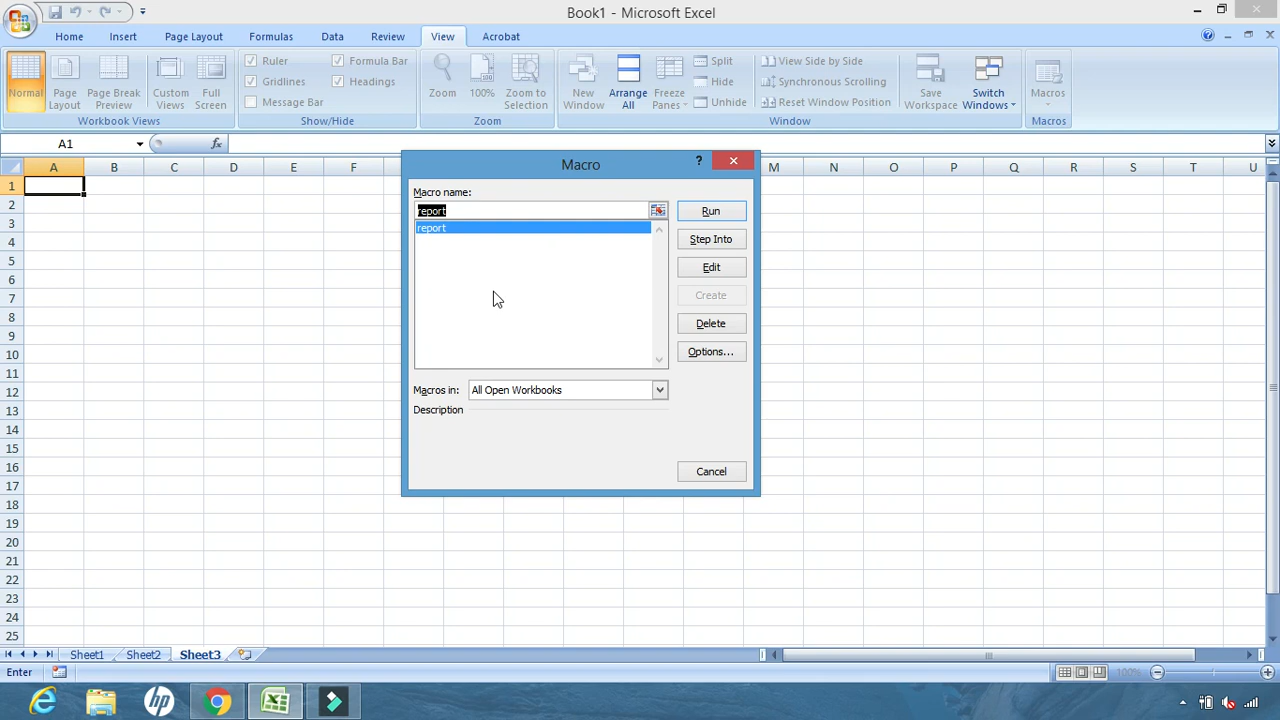 Book1 - Microsoft Excel
Home Insert Page Layout Formulas Data Review View Acrobat
Normal
Page Layout
Page Break Preview
Custom Views
Full Screen
Workbook Views
Ruler
Gridlines
Message Bar
Formula Bar
Headings
Show/Hide
Zoom
100%
Zoom to Selection
Zoom
New Window
Arrange All
Freeze Panes
Split
Hide
Unhide
View Side by Side
Synchronous Scrolling
Reset Window Position
Save Workspace
Switch Windows
Window
Macros
Macros
A1
fx
A B C D E F M N O P Q R S T U
1
2
3
4
5
6
7
8
9
10
11
12
13
14
15
16
17
18
19
20
21
22
23
24
25
Macro
?
Macro name:
report
report
Run
Step Into
Edit
Create
Delete
Options...
Macros in: All Open Workbooks
Description
Cancel
Sheet1 Sheet2 Sheet3
Enter
100%
hp